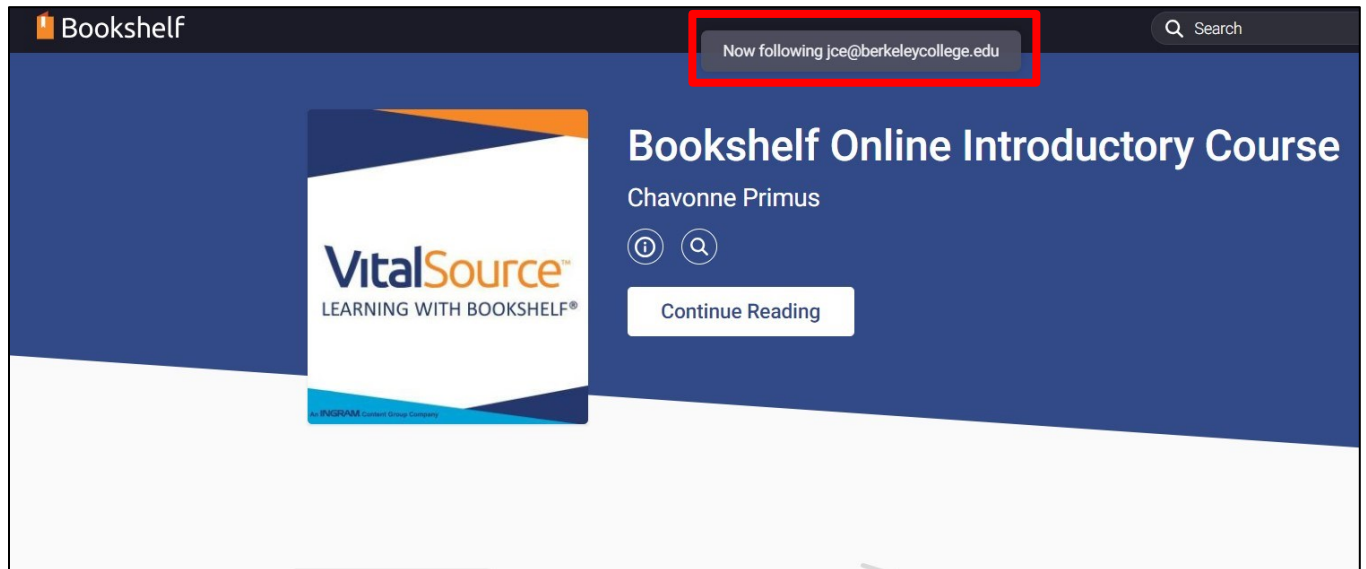 Bookshelf
Now following jce@berkeleycollege.edu
Search
Bookshelf Online Introductory Course
Chavonne Primus
VitalSource™
LEARNING WITH BOOKSHELF®
Continue Reading
An INGRAM Content Group Company